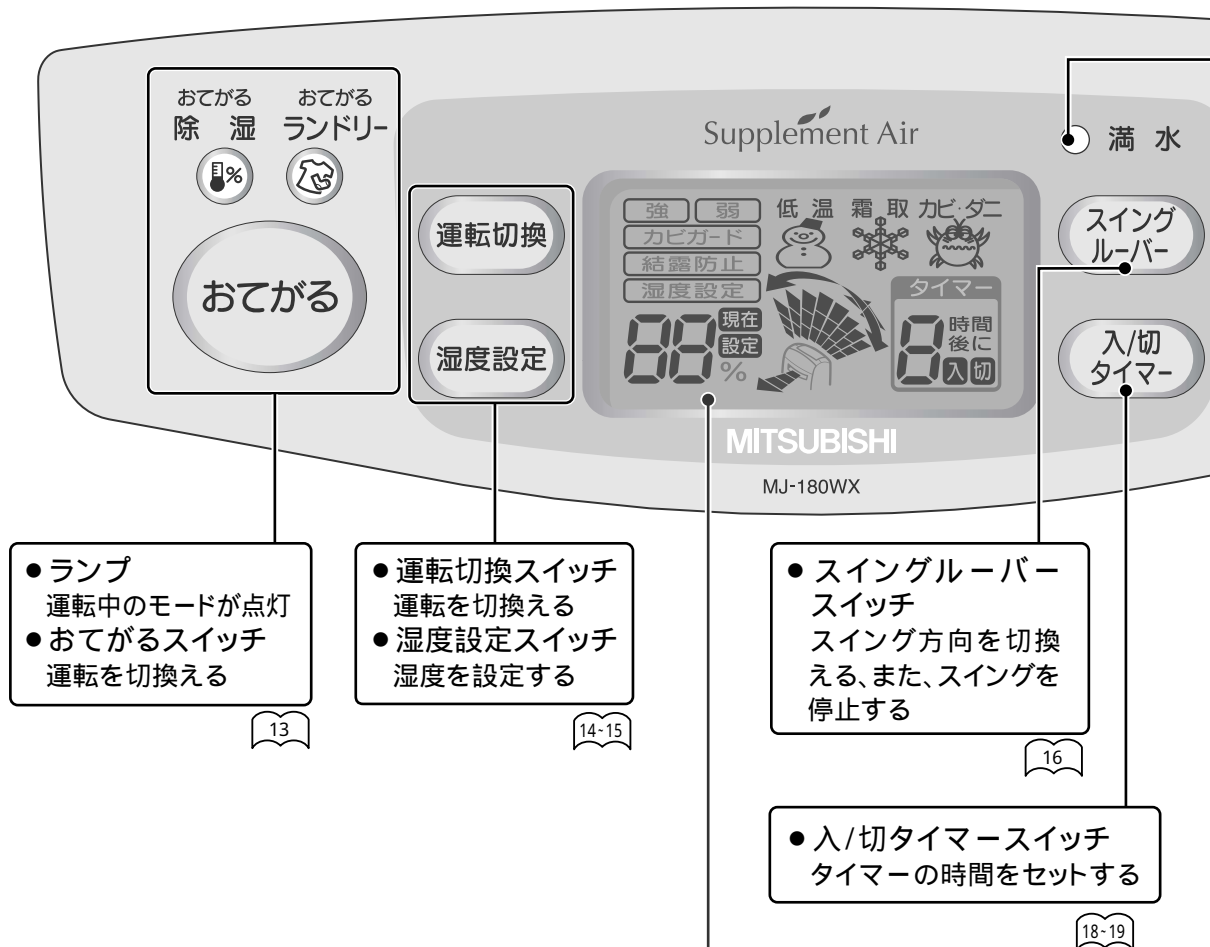 おてがる
除 湿
おてがる
ランドリー
%
おてがる
運転切換
湿度設定
Supplement Air
強 弱
カビガード
結露防止
湿度設定
88
現在
設定
%
低 温 霜 取 カビ・ダニ
タイマー
8
時間
後に
入 切
MITSUBISHI
MJ-180WX
満 水
スイング
ルーバー
入/切
タイマー
●ランプ
運転中のモードが点灯
●おてがるスイッチ
運転を切換える
13
●運転切換スイッチ
運転を切換える
●湿度設定スイッチ
湿度を設定する
14~15
●スイングルーバー
スイッチ
スイング方向を切換
える、また、スイングを
停止する
16
●入/切タイマースイッチ
タイマーの時間をセットする
18~19